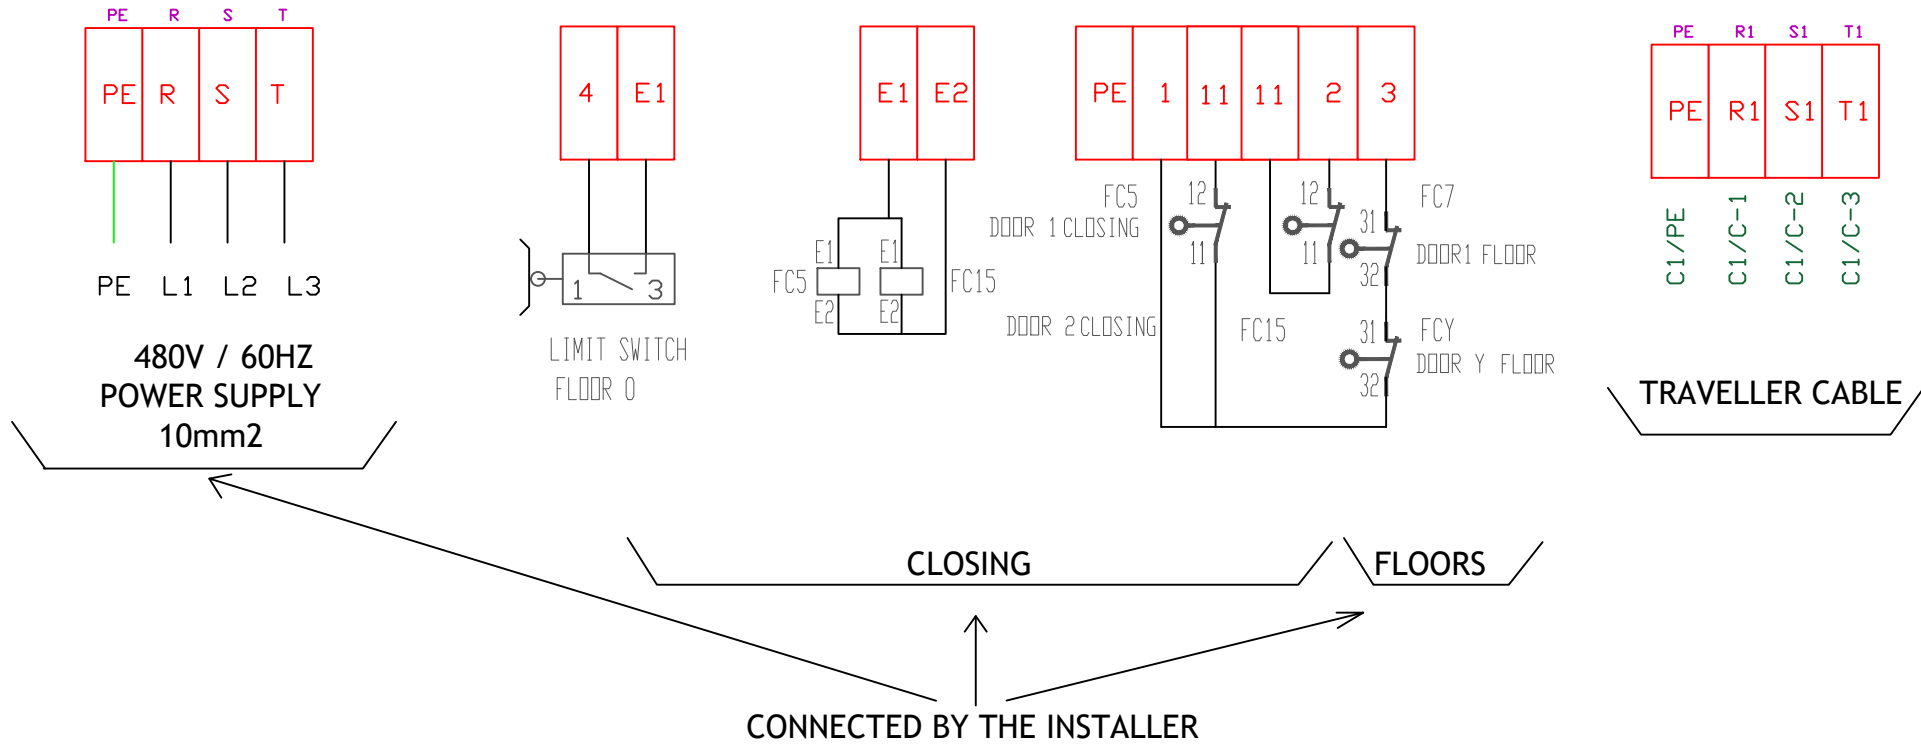 PE R S T
PE R S T
PE L1 L2 L3
480V / 60HZ
POWER SUPPLY
10mm2
4 E1
1 3
LIMIT SWITCH
FLOOR 0
E1 E2
E1 E1
FC5 FC15
E2 E2
PE 1 11 11 2 3
FC5 12 12 FC7
DOOR 1 CLOSING 31
11 11 DOOR1 FLOOR
32
DOOR 2 CLOSING FC15 31 FCY
DOOR Y FLOOR
32
PE R1 S1 T1
PE R1 S1 T1
C1/PE C1/C-1 C1/C-2 C1/C-3
TRAVELLER CABLE
CLOSING FLOORS
CONNECTED BY THE INSTALLER